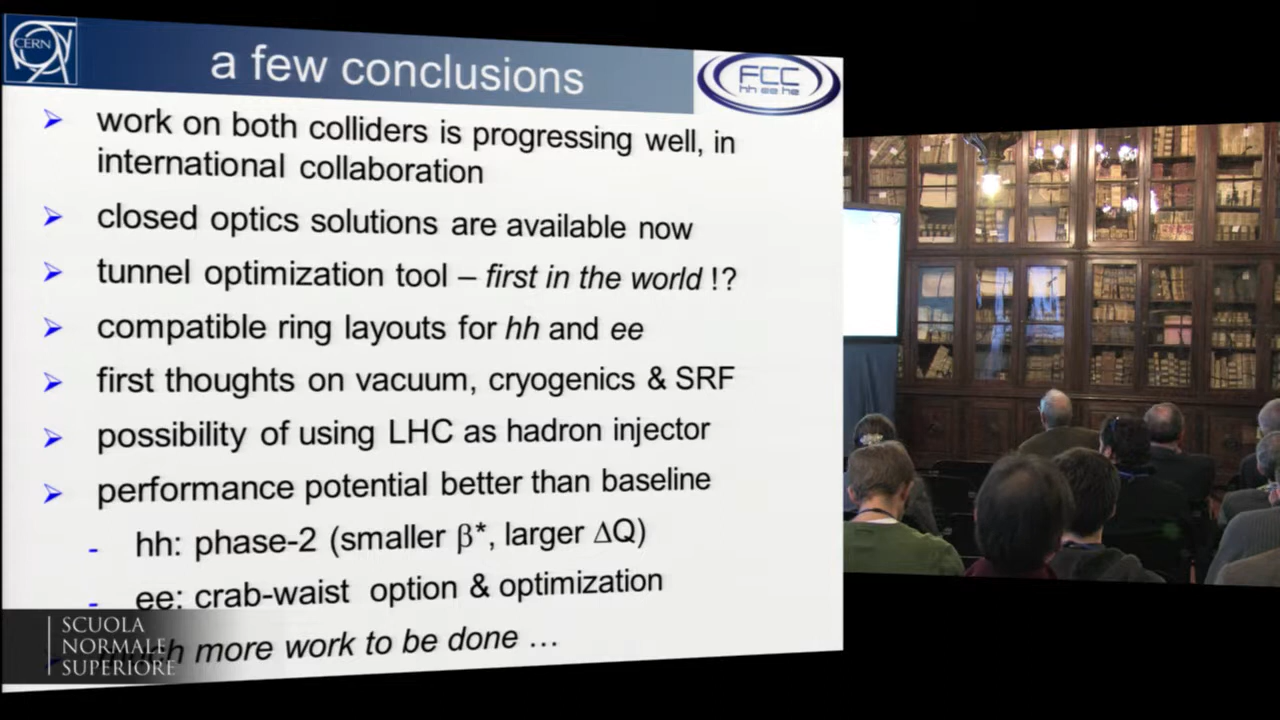 CERN
a few conclusions
FCC
hh ee he
work on both colliders is progressing well, in
international collaboration
closed optics solutions are available now
tunnel optimization tool – first in the world !?
compatible ring layouts for hh and ee
first thoughts on vacuum, cryogenics & SRF
possibility of using LHC as hadron injector
performance potential better than baseline
- hh: phase-2 (smaller β*, larger ΔQ)
- ee: crab-waist option & optimization
more work to be done ...
SCUOLA
NORMALE
SUPERIORE